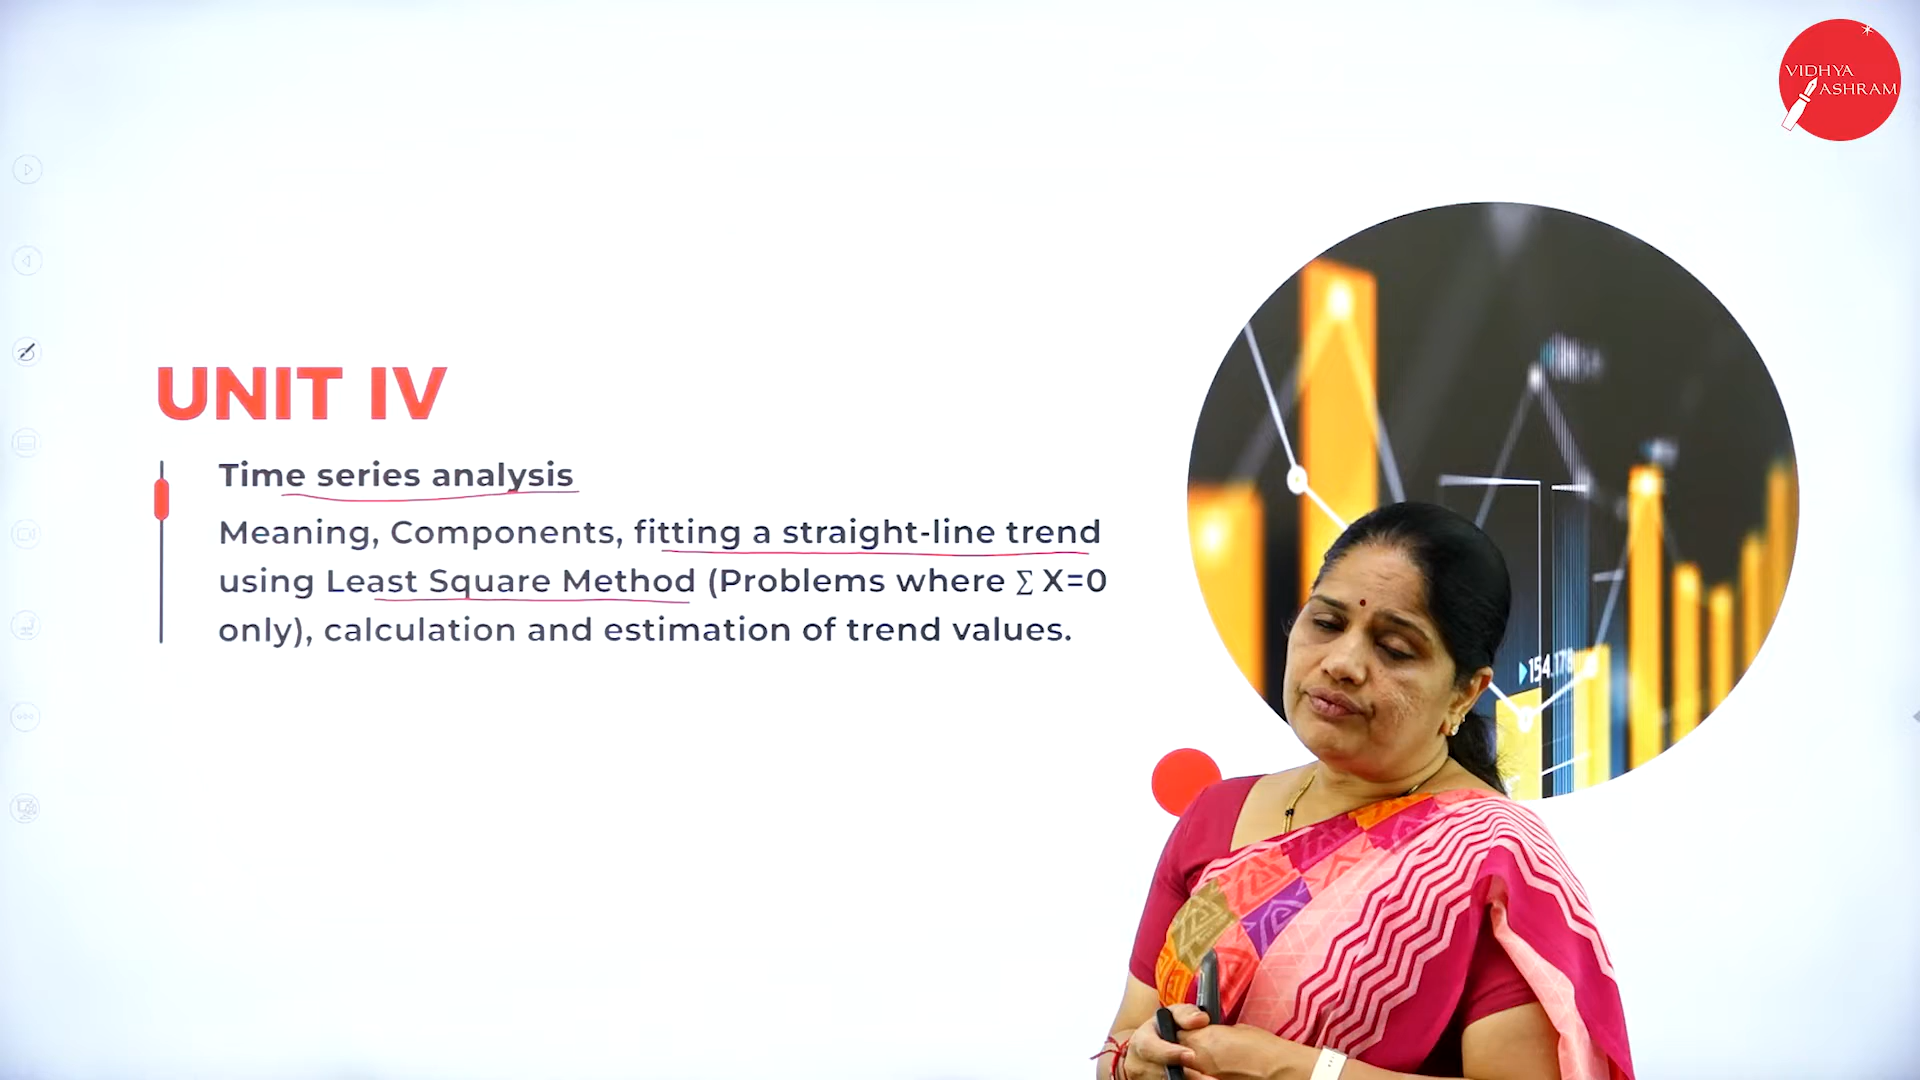 VIDHYA
ASHRAM
UNIT IV
Time series analysis
Meaning, Components, fitting a straight-line trend
using Least Square Method (Problems where ∑ X=0
only), calculation and estimation of trend values.